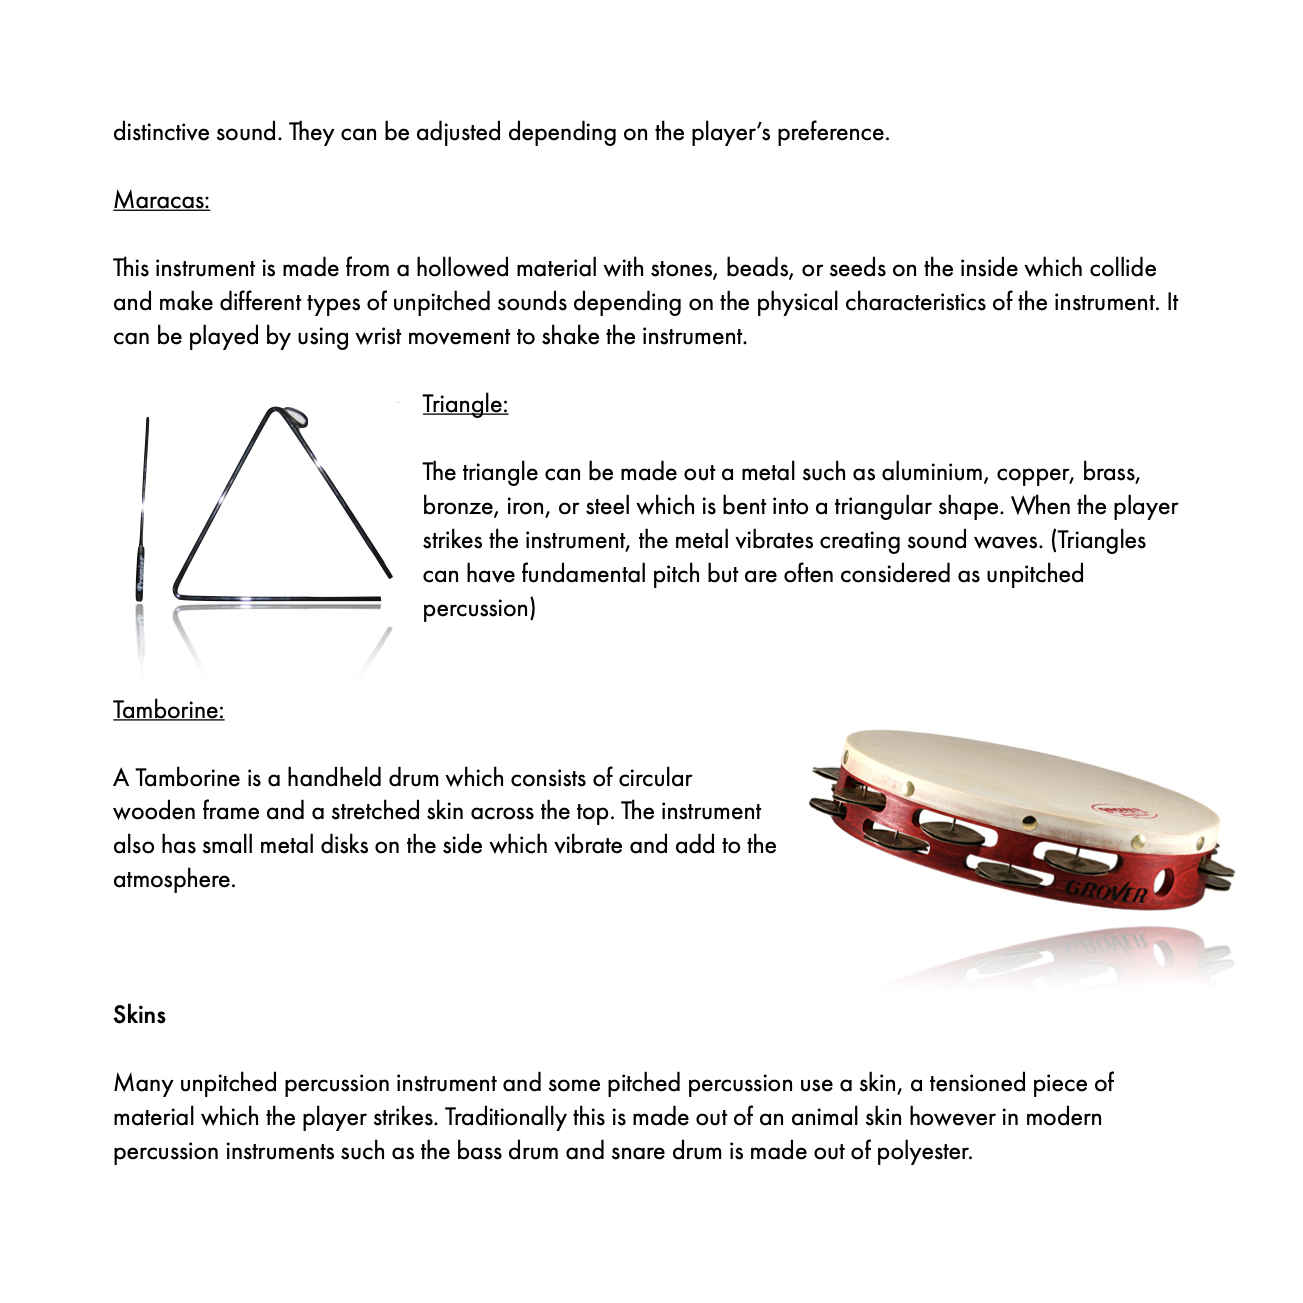 distinctive sound. They can be adjusted depending on the player’s preference.
Maracas:
This instrument is made from a hollowed material with stones, beads, or seeds on the inside which collide
and make different types of unpitched sounds depending on the physical characteristics of the instrument. It
can be played by using wrist movement to shake the instrument.
Triangle:
The triangle can be made out a metal such as aluminium, copper, brass,
bronze, iron, or steel which is bent into a triangular shape. When the player
strikes the instrument, the metal vibrates creating sound waves. (Triangles
can have fundamental pitch but are often considered as unpitched
percussion)
Tamborine:
A Tamborine is a handheld drum which consists of circular
wooden frame and a stretched skin across the top. The instrument
also has small metal disks on the side which vibrate and add to the
atmosphere.
GROVER
Skins
Many unpitched percussion instrument and some pitched percussion use a skin, a tensioned piece of
material which the player strikes. Traditionally this is made out of an animal skin however in modern
percussion instruments such as the bass drum and snare drum is made out of polyester.